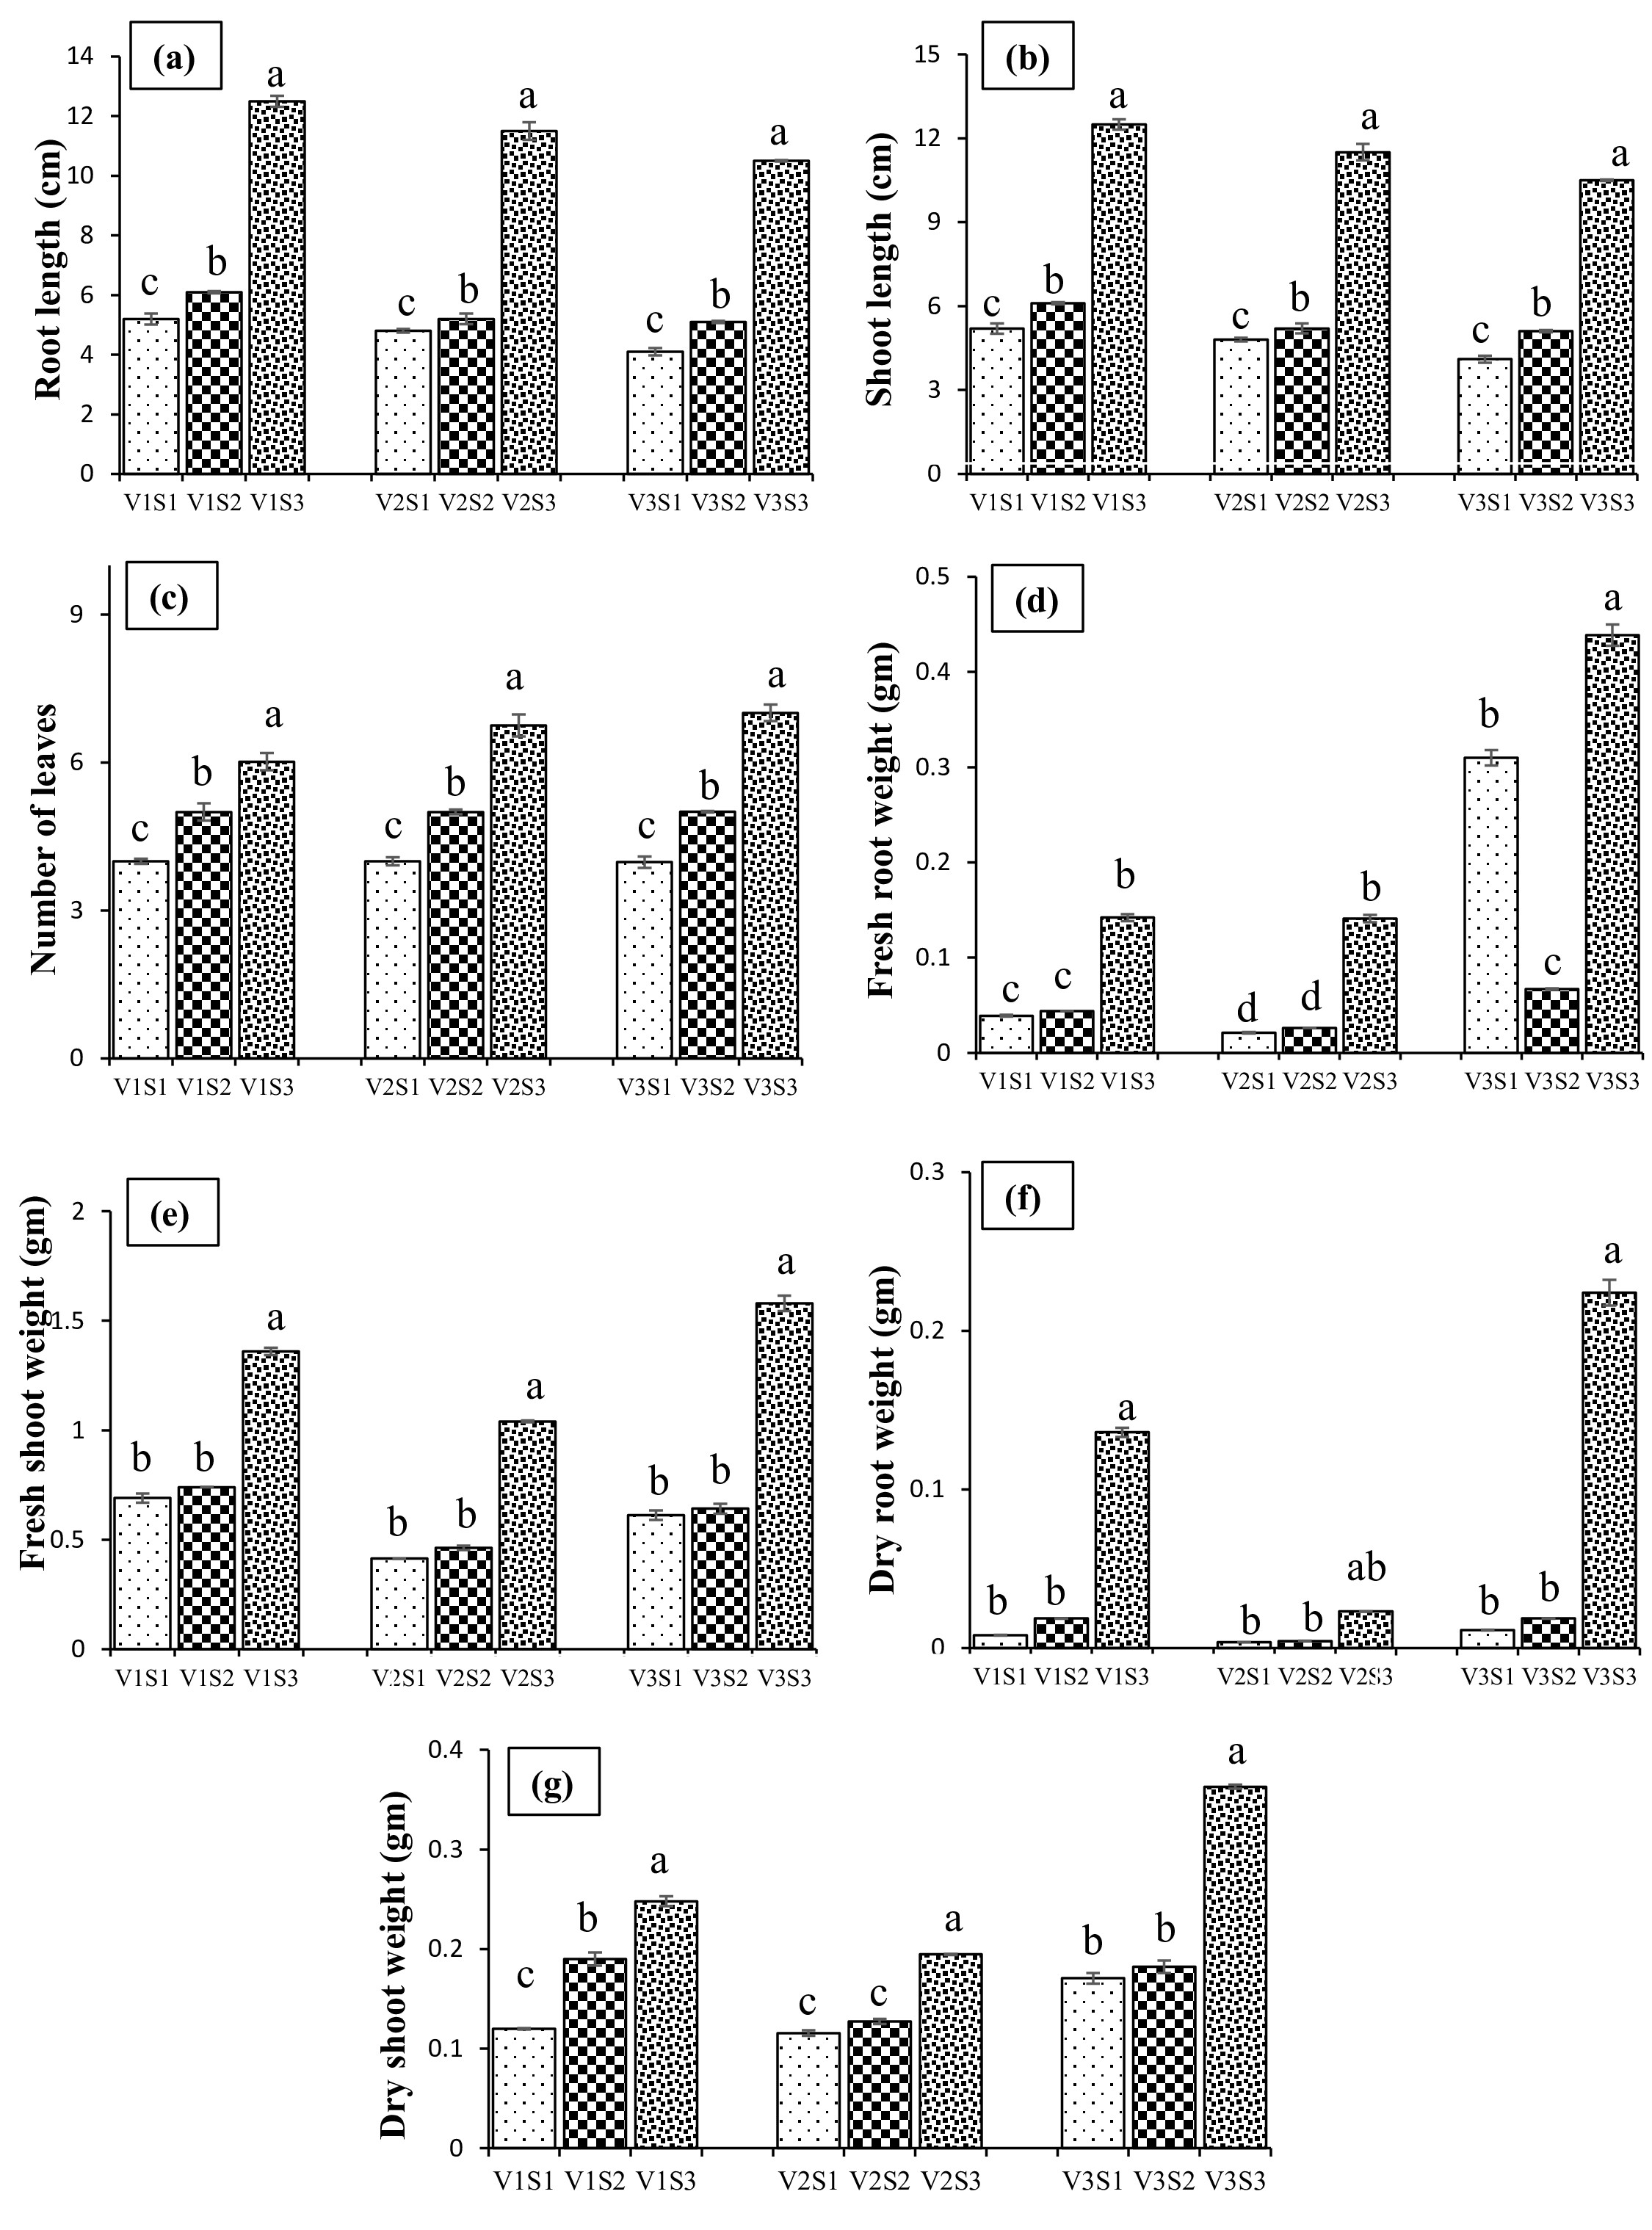 (a)
Root length (cm)
14
12
10
8
6
4
2
0
c b a
c b a
c b a
V1S1 V1S2 V1S3 V2S1 V2S2 V2S3 V3S1 V3S2 V3S3
(b)
Shoot length (cm)
15
12
9
6
3
0
c b a
c b a
c b a
V1S1 V1S2 V1S3 V2S1 V2S2 V2S3 V3S1 V3S2 V3S3
(c)
Number of leaves
9
6
3
0
c b a
c b a
c b a
V1S1 V1S2 V1S3 V2S1 V2S2 V2S3 V3S1 V3S2 V3S3
(d)
Fresh root weight (gm)
0.5
0.4
0.3
0.2
0.1
0
c c b
d d b
b c a
V1S1 V1S2 V1S3 V2S1 V2S2 V2S3 V3S1 V3S2 V3S3
(e)
Fresh shoot weight (gm)
2
1.5
1
0.5
0
b b a
b b a
b b a
V1S1 V1S2 V1S3 V2S1 V2S2 V2S3 V3S1 V3S2 V3S3
(f)
Dry root weight (gm)
0.3
0.2
0.1
0
b b a
b b ab
b b a
V1S1 V1S2 V1S3 V2S1 V2S2 V2S3 V3S1 V3S2 V3S3
(g)
Dry shoot weight (gm)
0.4
0.3
0.2
0.1
0
c b a
c c a
b b a
V1S1 V1S2 V1S3 V2S1 V2S2 V2S3 V3S1 V3S2 V3S3